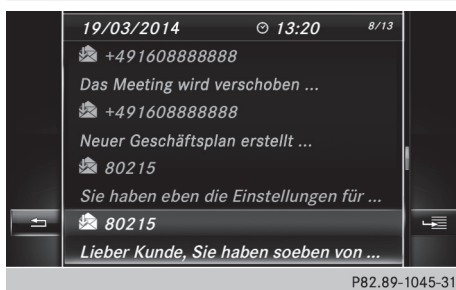 19/03/2014 13:20 8/13
+491608888888
Das Meeting wird verschoben ...
+491608888888
Neuer Geschäftsplan erstellt ...
80215
Sie haben eben die Einstellungen für ...
80215
Lieber Kunde, Sie haben soeben von ...
P82.89-1045-31